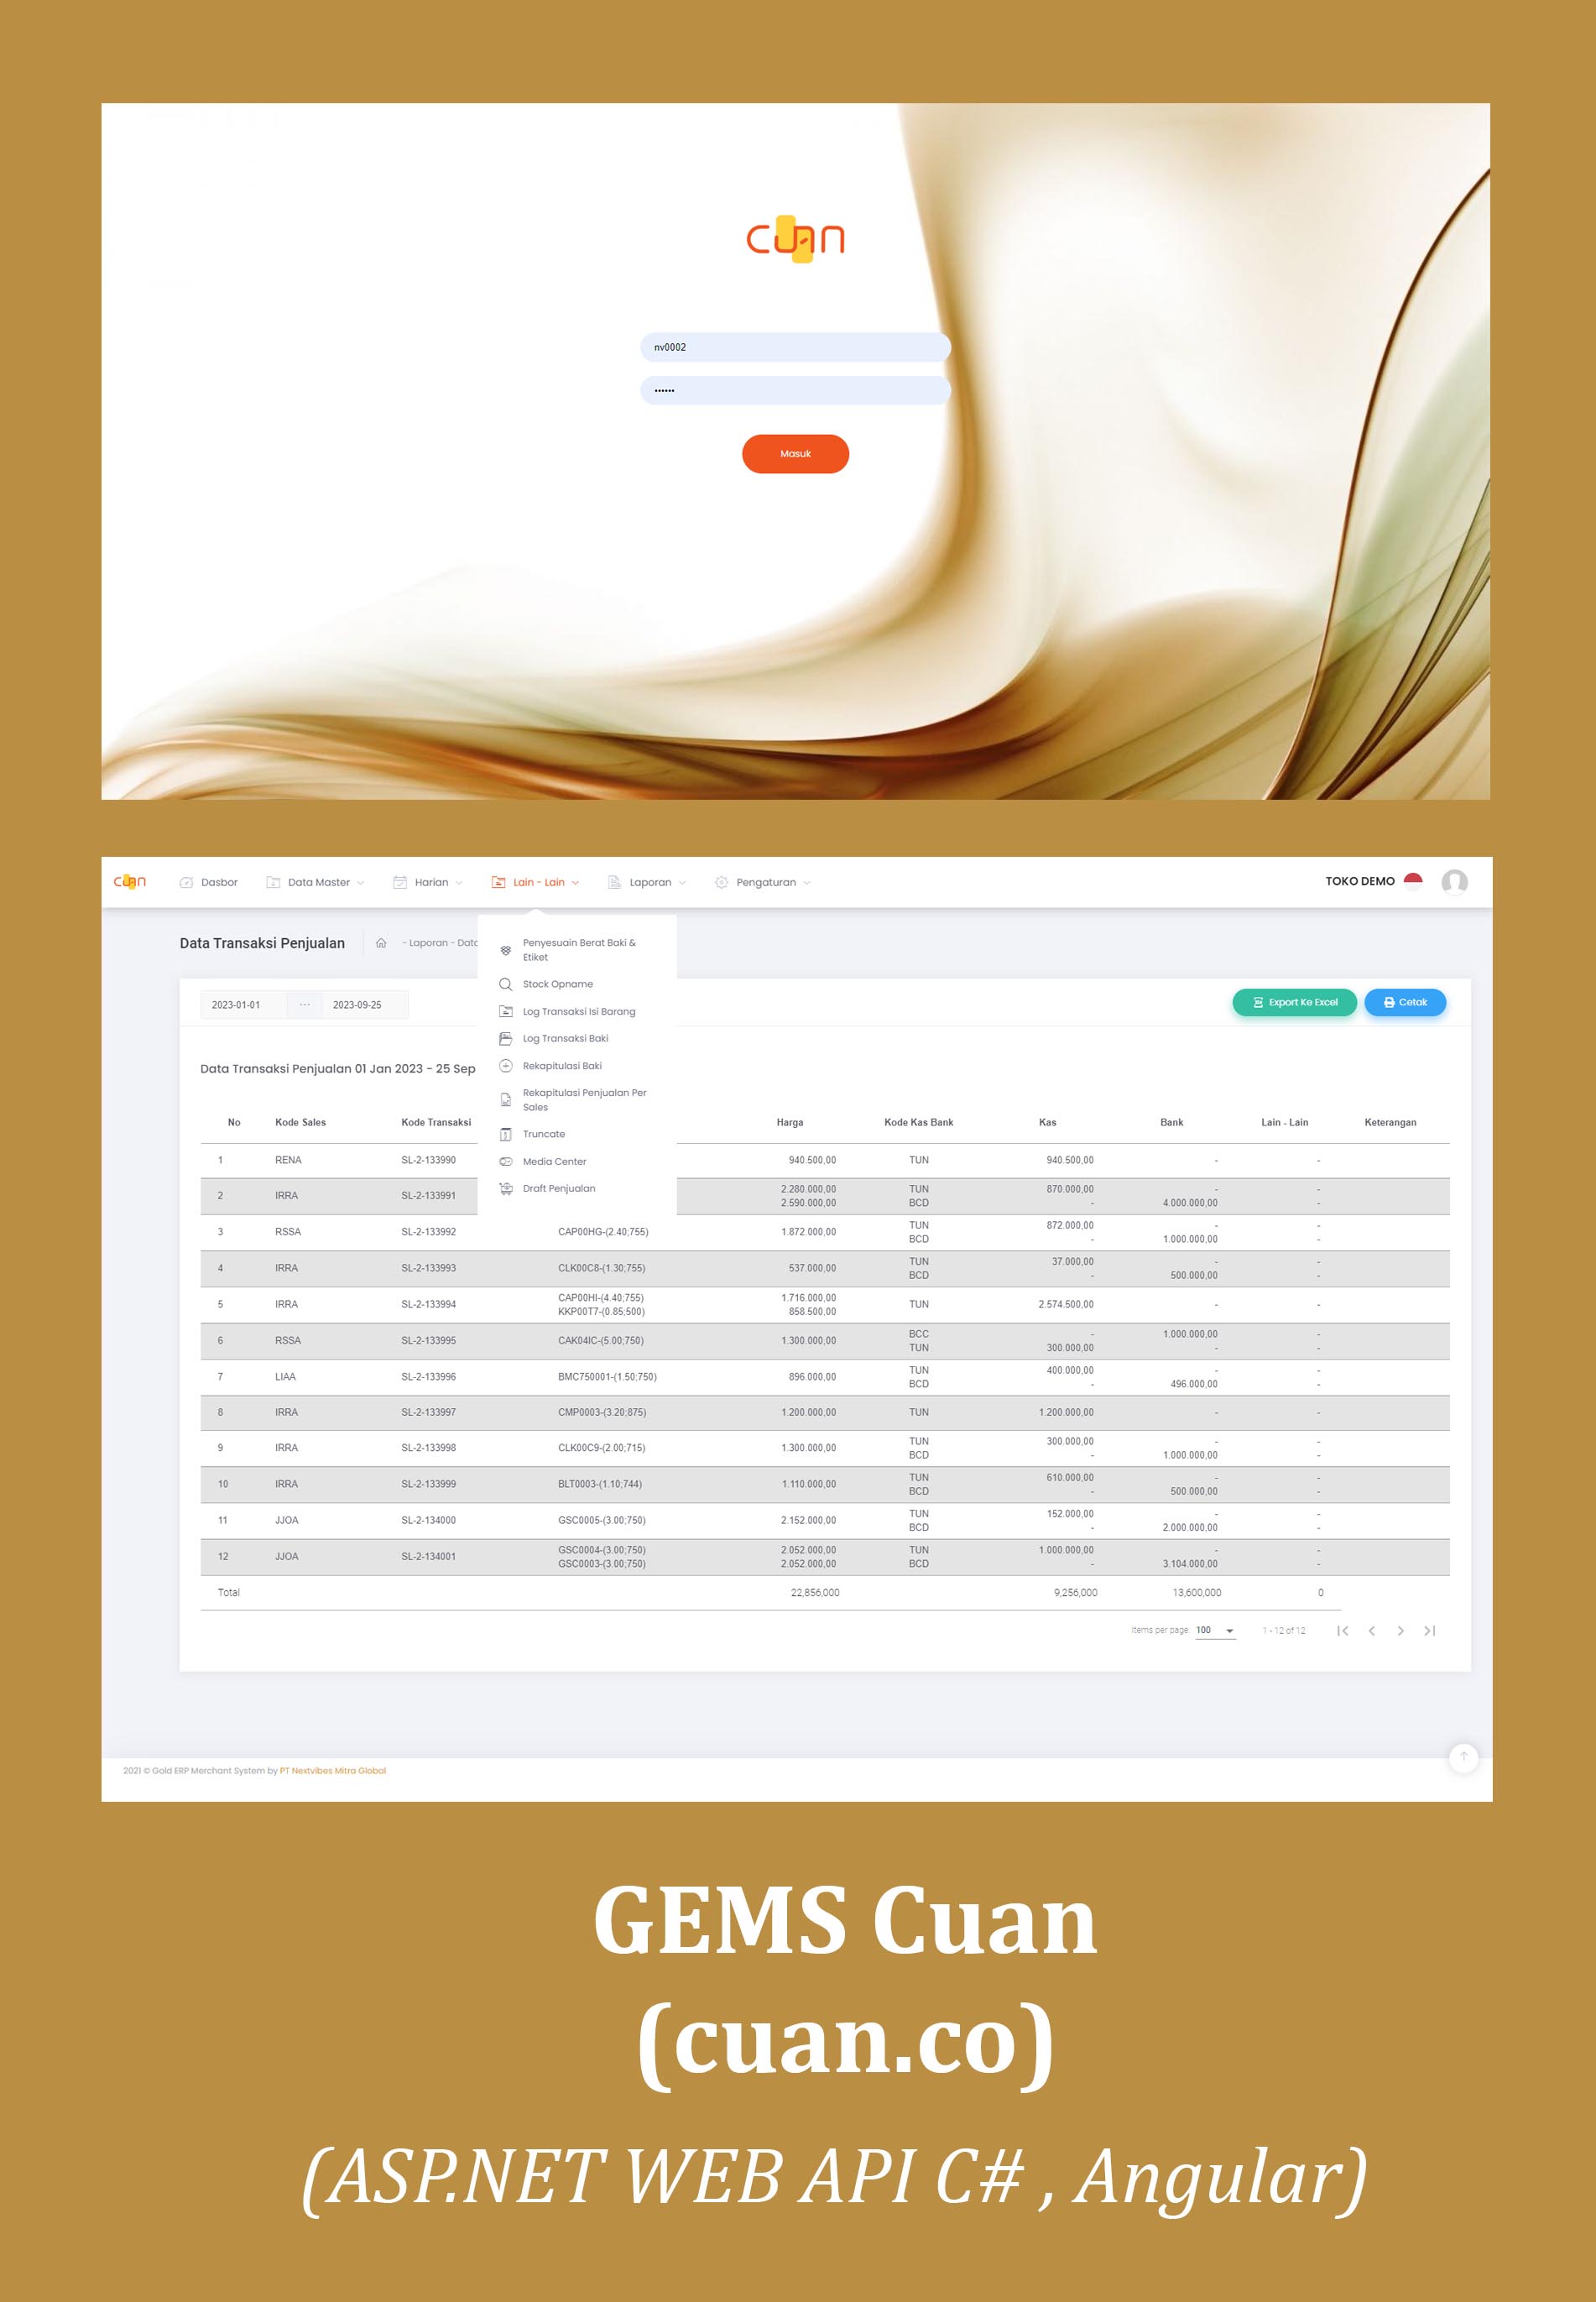 cuan
nv0002
••••••
Masuk
cuan Dasbor Data Master Harian Lain - Lain Laporan Pengaturan TOKO DEMO
Data Transaksi Penjualan - Laporan - Data
Penyesuain Berat Baki &
Etiket
Stock Opname
Log Transaksi Isi Barang
Log Transaksi Baki
Rekapitulasi Baki
Rekapitulasi Penjualan Per
Sales
Truncate
Media Center
Draft Penjualan
2023-01-01 ... 2023-09-25 Export Ke Excel Cetak
Data Transaksi Penjualan 01 Jan 2023 - 25 Sep
No Kode Sales Kode Transaksi Harga Kode Kas Bank Kas Bank Lain - Lain Keterangan
1 RENA SL-2-133990 940.500,00 TUN 940.500,00 - -
2 IRRA SL-2-133991 2.280.000,00 TUN 870.000,00 - -
2.590.000,00 BCD - 4.000.000,00 -
3 RSSA SL-2-133992 CAP00HG-(2.40;755) 1.872.000,00 TUN 872.000,00 - -
BCD - 1.000.000,00 -
4 IRRA SL-2-133993 CLK00C8-(1.30;755) 537.000,00 TUN 37.000,00 - -
BCD - 500.000,00 -
5 IRRA SL-2-133994 CAP00HI-(4.40;755) 1.716.000,00 TUN 2.574.500,00 - -
KKP00T7-(0.85;500) 858.500,00
6 RSSA SL-2-133995 CAK04IC-(5.00;750) 1.300.000,00 BCC - 1.000.000,00 -
TUN 300.000,00 - -
7 LIAA SL-2-133996 BMC750001-(1.50;750) 896.000,00 TUN 400.000,00 - -
BCD - 496.000,00 -
8 IRRA SL-2-133997 CMP0003-(3.20;875) 1.200.000,00 TUN 1.200.000,00 - -
9 IRRA SL-2-133998 CLK00C9-(2.00;715) 1.300.000,00 TUN 300.000,00 - -
BCD - 1.000.000,00 -
10 IRRA SL-2-133999 BLT0003-(1.10;744) 1.110.000,00 TUN 610.000,00 - -
BCD - 500.000,00 -
11 JJOA SL-2-134000 GSC0005-(3.00;750) 2.152.000,00 TUN 152.000,00 - -
BCD - 2.000.000,00 -
12 JJOA SL-2-134001 GSC0004-(3.00;750) 2.052.000,00 TUN 1.000.000,00 - -
GSC0003-(3.00;750) 2.052.000,00 BCD - 3.104.000,00 -
Total 22,856,000 9,256,000 13,600,000 0
Items per page: 100 1 - 12 of 12
2021 © Gold ERP Merchant System by PT Nextvibes Mitra Global
GEMS Cuan
(cuan.co)
(ASP.NET WEB API C# , Angular)